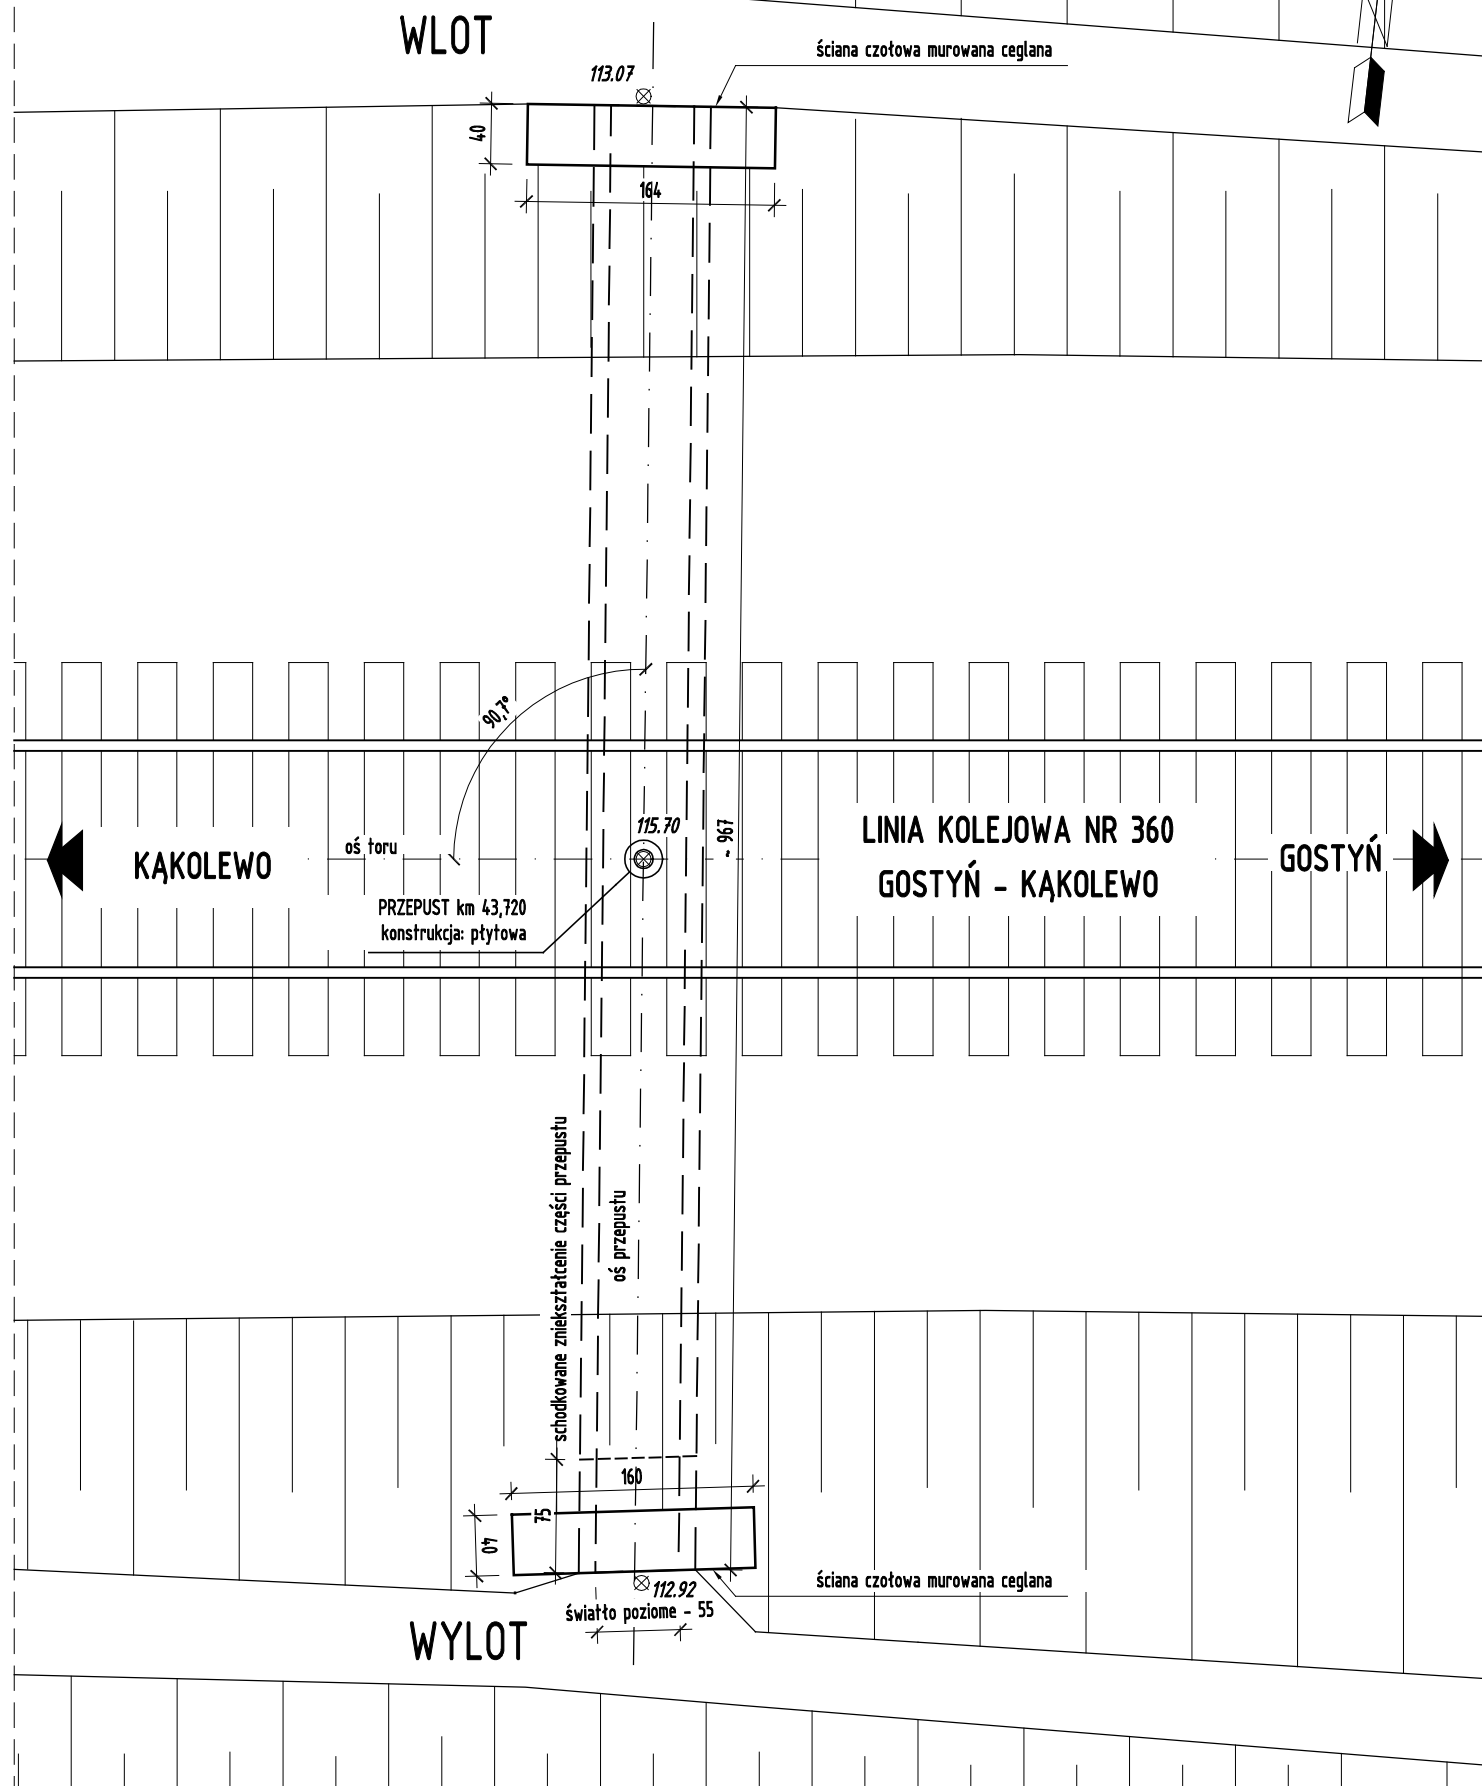 WLOT
ściana czołowa murowana ceglana
113.07
40
164
90,7°
115.70
~ 967
LINIA KOLEJOWA NR 360
GOSTYŃ – KĄKOLEWO
KĄKOLEWO
oś toru
GOSTYŃ
PRZEPUST km 43,720
konstrukcja: płytowa
schodkowane zniekształcenie części przepustu
oś przepustu
160
75
40
112.92
ściana czołowa murowana ceglana
światło poziome – 55
WYLOT